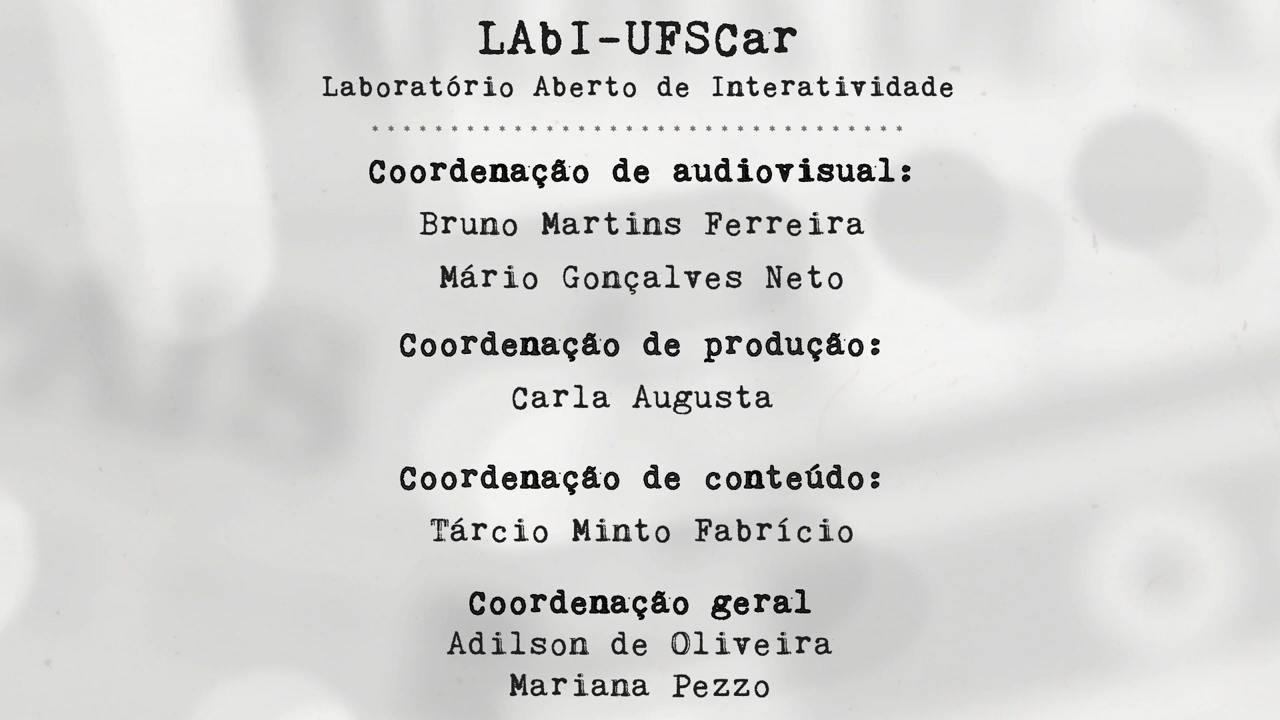 LAbI-UFSCar
Laboratório Aberto de Interatividade
Coordenação de audiovisual:
Bruno Martins Ferreira
Mário Gonçalves Neto
Coordenação de produção:
Carla Augusta
Coordenação de conteúdo:
Tárcio Minto Fabrício
Coordenação geral
Adilson de Oliveira
Mariana Pezzo